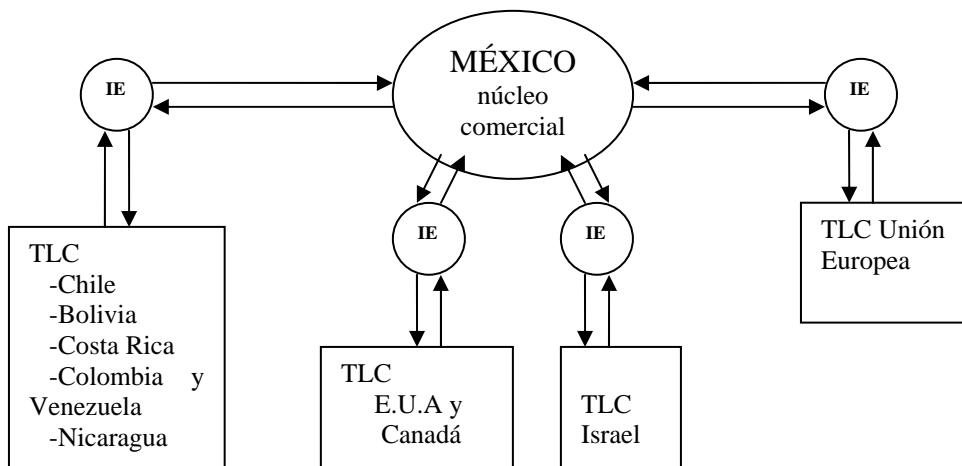 MÉXICO
núcleo
comercial
IE
IE
IE
IE
TLC
-Chile
-Bolivia
-Costa Rica
-Colombia y
Venezuela
-Nicaragua
TLC
E.U.A y
Canadá
TLC
Israel
TLC Unión
Europea